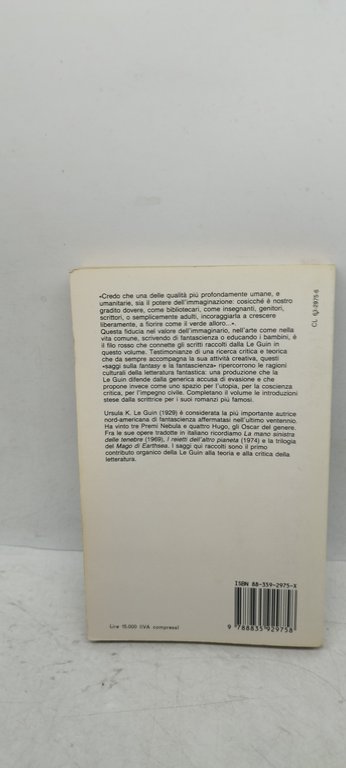 «Credo che una delle qualità più profondamente umane, e
umanitarie, sia il potere dell'immaginazione: cosicché è nostro
gradito dovere, come bibliotecari, come insegnanti, genitori,
scrittori, o semplicemente adulti, incoraggiarla a crescere
liberamente, a fiorire come il verde alloro...».
Questa fiducia nel valore dell'immaginario, nell'arte come nella
vita comune, scrivendo di fantascienza o educando i bambini, è
il filo rosso che connette gli scritti raccolti dalla Le Guin in
questo volume. Testimonianze di una ricerca critica e teorica
che da sempre accompagna la sua attività creativa, questi
«saggi sulla fantasy e la fantascienza» ripercorrono le ragioni
culturali della letteratura fantastica: una produzione che la
Le Guin difende dalla generica accusa di evasione e che
propone invece come uno spazio per l'utopia, per la coscienza
critica, per l'impegno civile. Completano il volume le introduzioni
stese dalla scrittrice per i suoi romanzi più famosi.
Ursula K. Le Guin (1929) è considerata la più importante autrice
nord-americana di fantascienza affermatasi nell'ultimo ventennio.
Ha vinto tre Premi Nebula e quattro Hugo, gli Oscar del genere.
Fra le sue opere tradotte in italiano ricordiamo La mano sinistra
delle tenebre (1969), I reietti dell'altro pianeta (1974) e la trilogia
del Mago di Earthsea. I saggi qui raccolti sono il primo
contributo organico della Le Guin alla teoria e alla critica della
letteratura.
CL 63-2975-6
ISBN 88-359-2975-X
9 788835 929758
Lire 15.000 (IVA compresa)